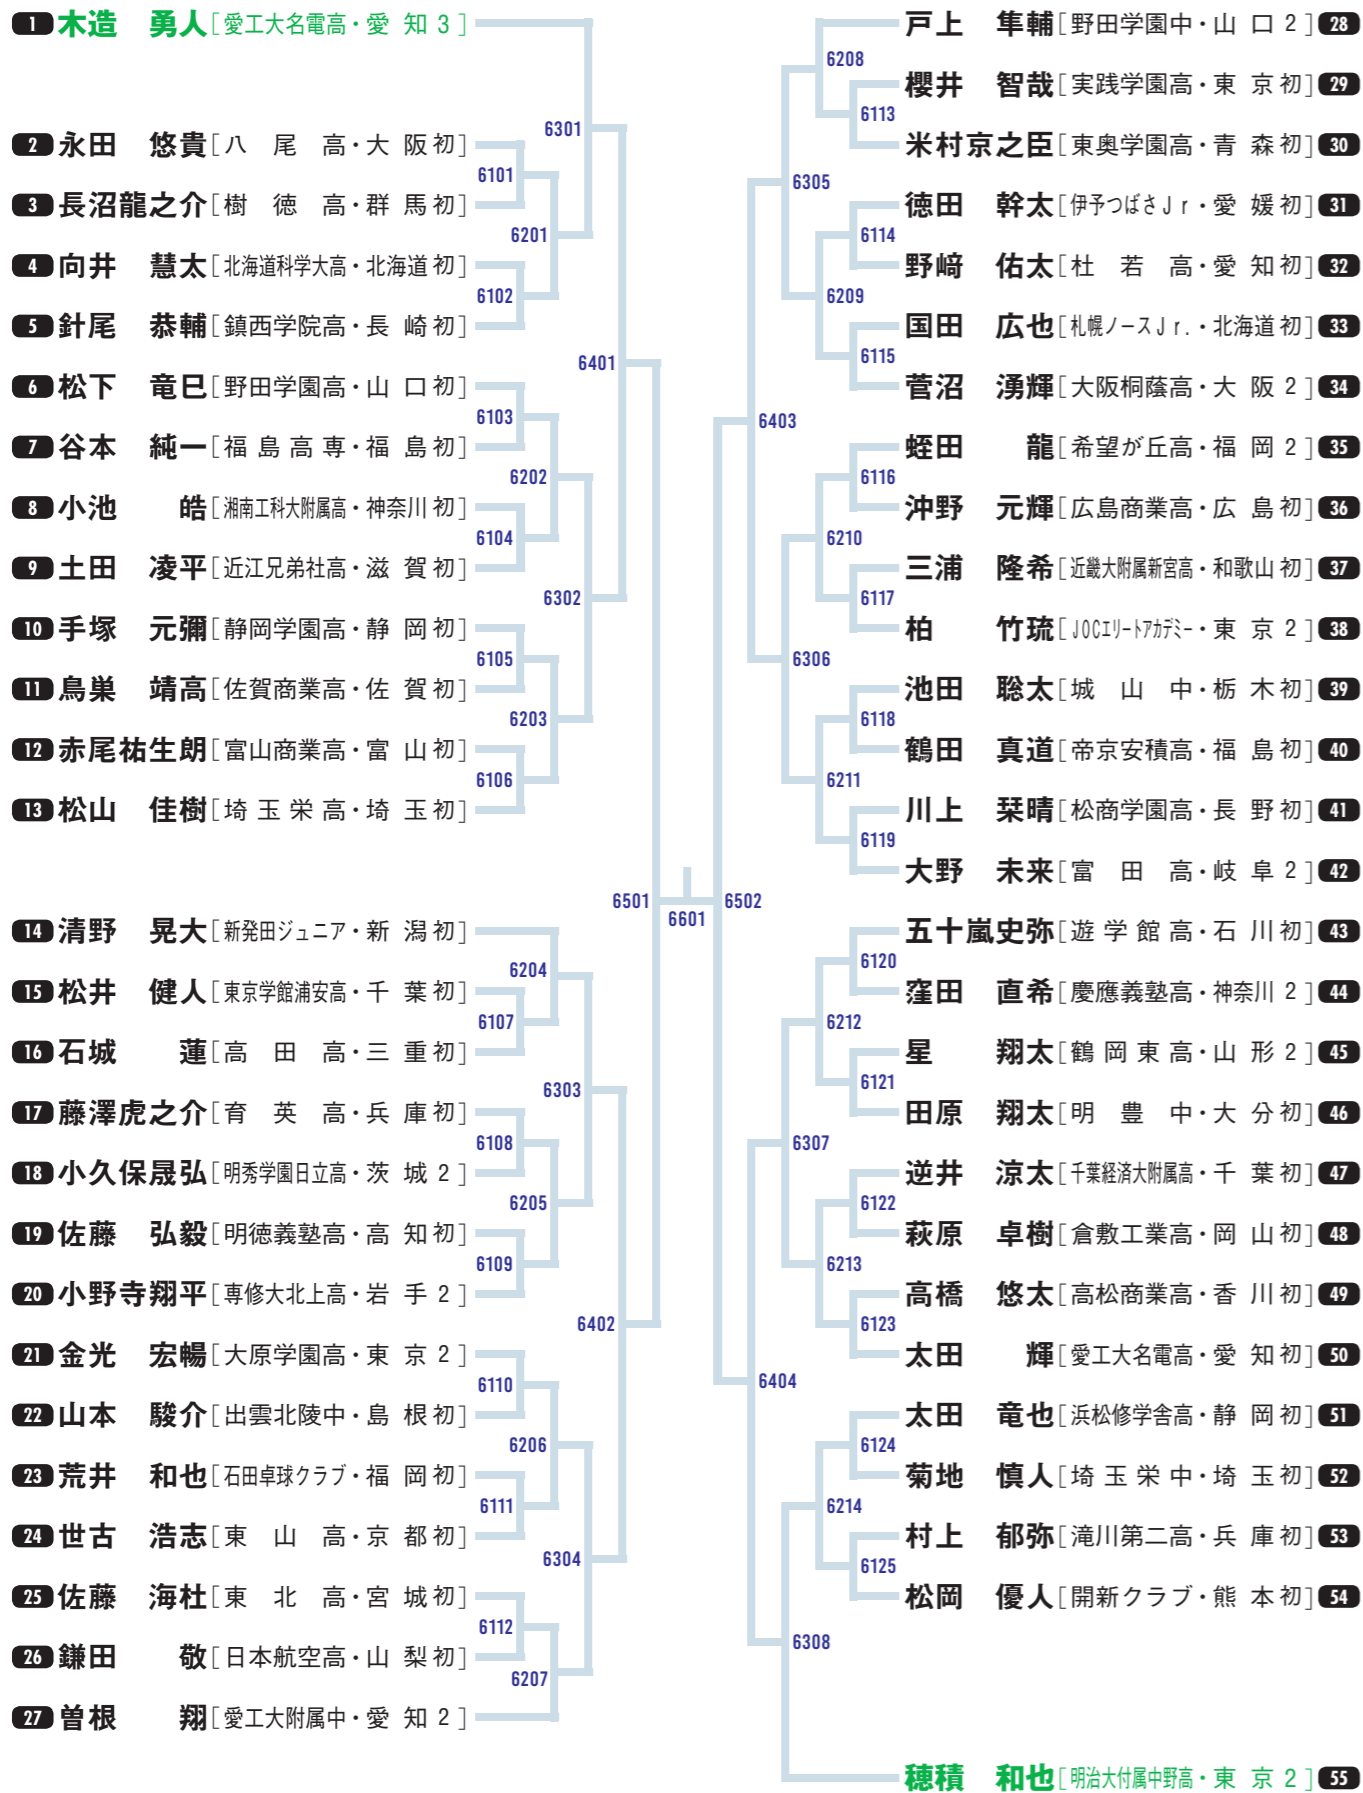 1 木造 勇人[愛工大名電高・愛知3]
2 永田 悠貴[八尾高・大阪初]
3 長沼龍之介[樹徳高・群馬初]
4 向井 慧太[北海道科学大高・北海道初]
5 針尾 恭輔[鎮西学院高・長崎初]
6 松下 竜巳[野田学園高・山口初]
7 谷本 純一[福島高専・福島初]
8 小池 皓[湘南工科大附属高・神奈川初]
9 土田 凌平[近江兄弟社高・滋賀初]
10 手塚 元彌[静岡学園高・静岡初]
11 鳥巣 靖高[佐賀商業高・佐賀初]
12 赤尾祐生朗[富山商業高・富山初]
13 松山 佳樹[埼玉栄高・埼玉初]
14 清野 晃大[新発田ジュニア・新潟初]
15 松井 健人[東京学館浦安高・千葉初]
16 石城 蓮[高田高・三重初]
17 藤澤虎之介[育英高・兵庫初]
18 小久保晟弘[明秀学園日立高・茨城2]
19 佐藤 弘毅[明徳義塾高・高知初]
20 小野寺翔平[専修大北上高・岩手2]
21 金光 宏暢[大原学園高・東京2]
22 山本 駿介[出雲北陵中・島根初]
23 荒井 和也[石田卓球クラブ・福岡初]
24 世古 浩志[東山高・京都初]
25 佐藤 海杜[東北高・宮城初]
26 鎌田 敬[日本航空高・山梨初]
27 曽根 翔[愛工大附属中・愛知2]
6101
6102
6103
6104
6105
6106
6107
6108
6109
6110
6111
6112
6201
6202
6203
6204
6205
6206
6207
6301
6302
6303
6304
6401
6402
6501
6601
6502
6403
6404
6305
6306
6307
6308
6208
6209
6210
6211
6212
6213
6214
6113
6114
6115
6116
6117
6118
6119
6120
6121
6122
6123
6124
6125
戸上 隼輔[野田学園中・山口2] 28
櫻井 智哉[実践学園高・東京初] 29
米村京之臣[東奥学園高・青森初] 30
徳田 幹太[伊予つばさJr・愛媛初] 31
野﨑 佑太[杜若高・愛知初] 32
国田 広也[札幌ノースJr.・北海道初] 33
菅沼 湧輝[大阪桐蔭高・大阪2] 34
蛭田 龍[希望が丘高・福岡2] 35
沖野 元輝[広島商業高・広島初] 36
三浦 隆希[近畿大附属新宮高・和歌山初] 37
柏 竹琉[JOCエリートアカデミー・東京2] 38
池田 聡太[城山中・栃木初] 39
鶴田 真道[帝京安積高・福島初] 40
川上 栞晴[松商学園高・長野初] 41
大野 未来[富田高・岐阜2] 42
五十嵐史弥[遊学館高・石川初] 43
窪田 直希[慶應義塾高・神奈川2] 44
星 翔太[鶴岡東高・山形2] 45
田原 翔太[明豊中・大分初] 46
逆井 涼太[千葉経済大附属高・千葉初] 47
萩原 卓樹[倉敷工業高・岡山初] 48
高橋 悠太[高松商業高・香川初] 49
太田 輝[愛工大名電高・愛知初] 50
太田 竜也[浜松修学舎高・静岡初] 51
菊地 慎人[埼玉栄中・埼玉初] 52
村上 郁弥[滝川第二高・兵庫初] 53
松岡 優人[開新クラブ・熊本初] 54
穂積 和也[明治大付属中野高・東京2] 55